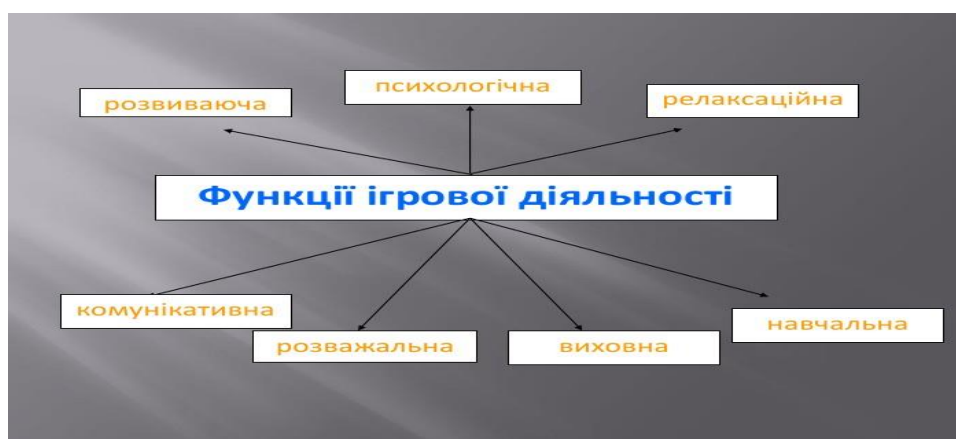 розвиваюча
психологічна
релаксаційна
Функції ігрової діяльності
комунікативна
розважальна
виховна
навчальна